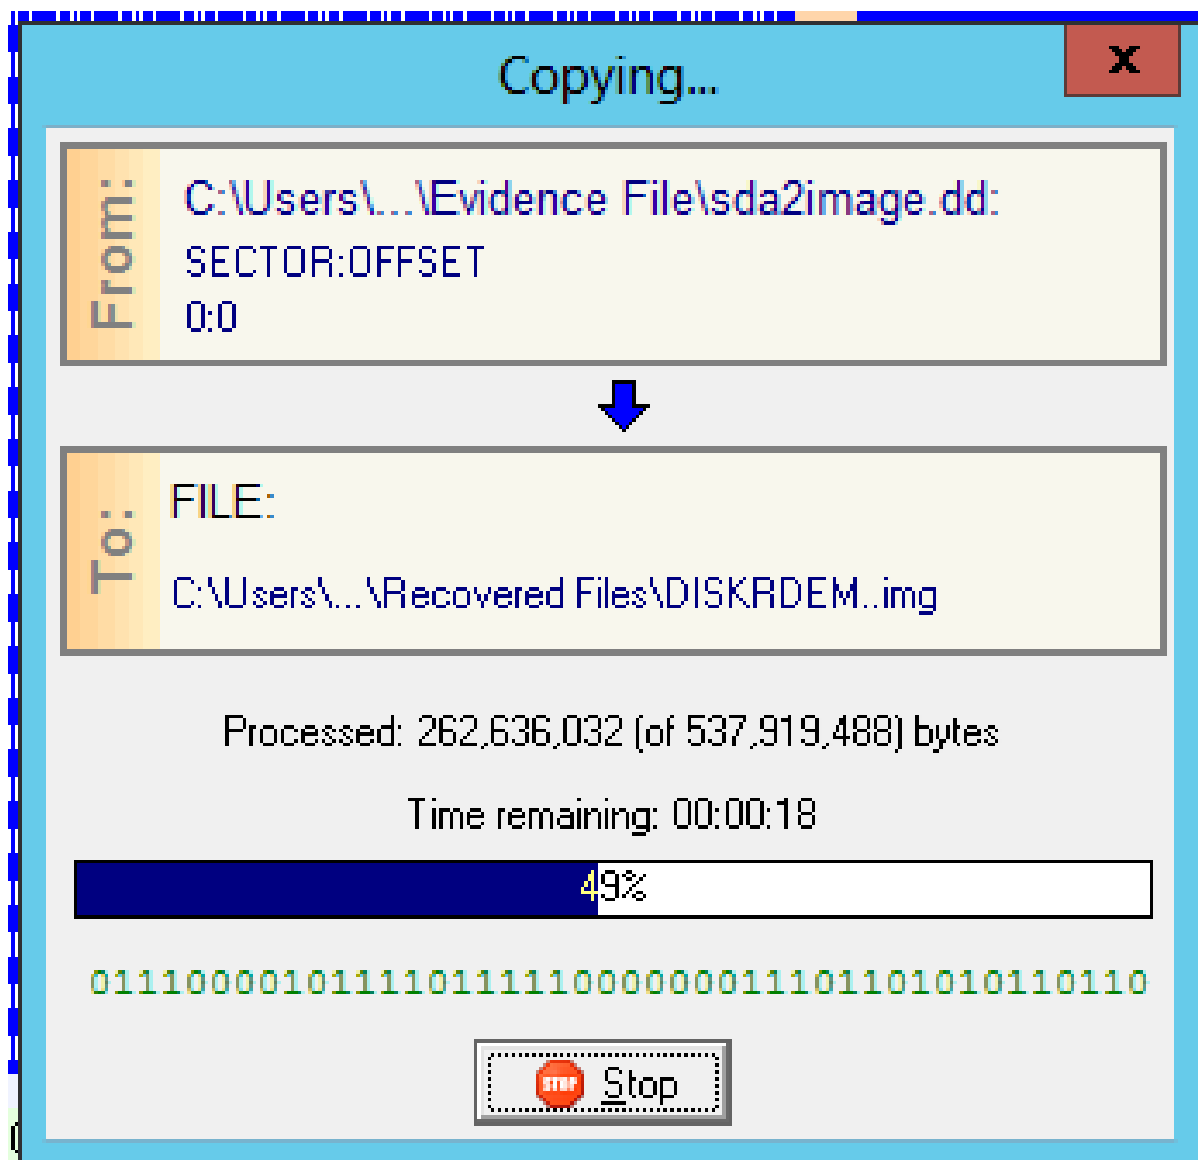 Copying...
x
From:
C:\Users\...\Evidence File\sda2image.dd:
SECTOR:OFFSET
0:0
To:
FILE:
C:\Users\...\Recovered Files\DISKRDEM..img
Processed: 262,636,032 (of 537,919,488) bytes
Time remaining: 00:00:18
49%
01110000101111011111000000011101101010110110
STOP Stop